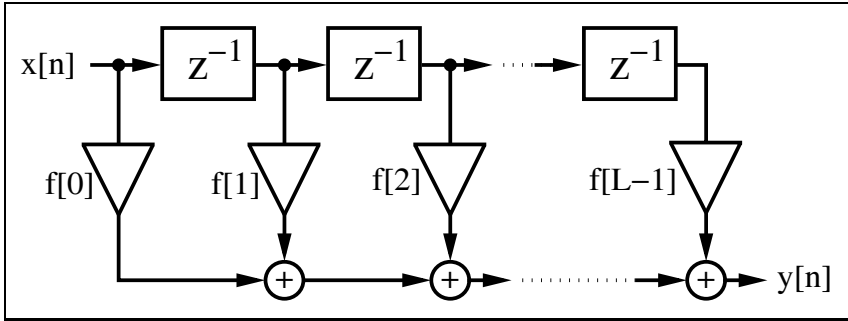 x[n] z⁻¹ z⁻¹ z⁻¹
f[0] f[1] f[2] f[L−1]
+ + + y[n]